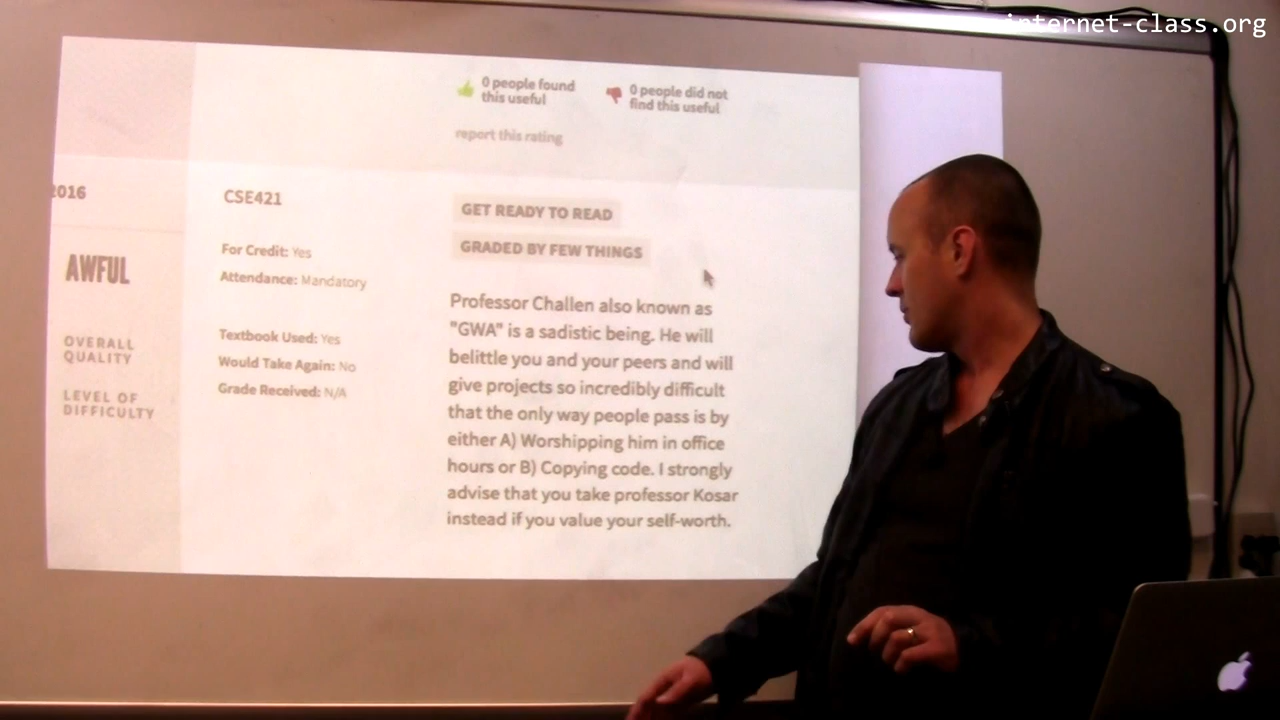 internet-class.org
0 people found
this useful
0 people did not
find this useful
report this rating
2016
CSE421
GET READY TO READ
For Credit: Yes
GRADED BY FEW THINGS
AWFUL
Attendance: Mandatory
Professor Challen also known as
"GWA" is a sadistic being. He will
belittle you and your peers and will
give projects so incredibly difficult
that the only way people pass is by
either A) Worshipping him in office
hours or B) Copying code. I strongly
advise that you take professor Kosar
instead if you value your self-worth.
Textbook Used: Yes
Would Take Again: No
Grade Received: N/A
OVERALL
QUALITY
LEVEL OF
DIFFICULTY